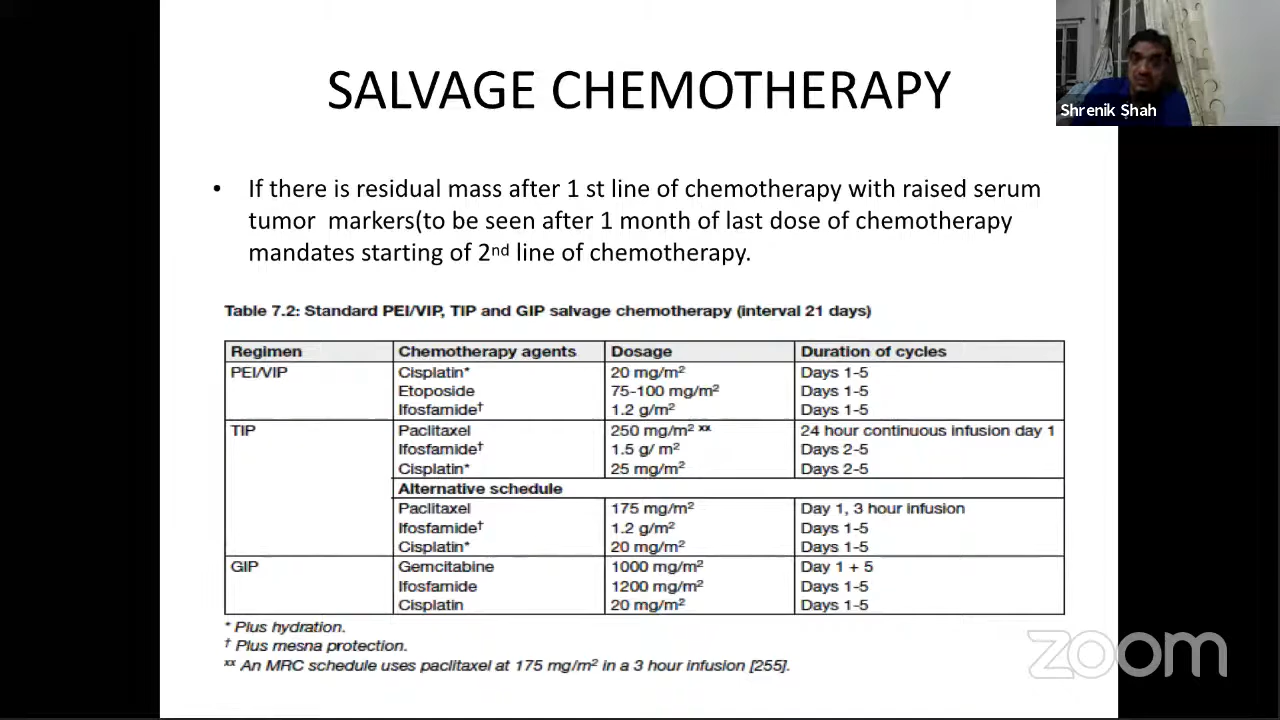 SALVAGE CHEMOTHERAPY
Shrenik Shah
• If there is residual mass after 1 st line of chemotherapy with raised serum
tumor markers(to be seen after 1 month of last dose of chemotherapy
mandates starting of 2nd line of chemotherapy.
Table 7.2: Standard PEI/VIP, TIP and GIP salvage chemotherapy (interval 21 days)
Regimen Chemotherapy agents Dosage Duration of cycles
PEI/VIP Cisplatin* 20 mg/m² Days 1-5
Etoposide 75-100 mg/m² Days 1-5
Ifosfamide† 1.2 g/m² Days 1-5
TIP Paclitaxel 250 mg/m² xx 24 hour continuous infusion day 1
Ifosfamide† 1.5 g/ m² Days 2-5
Cisplatin* 25 mg/m² Days 2-5
Alternative schedule
Paclitaxel 175 mg/m² Day 1, 3 hour infusion
Ifosfamide† 1.2 g/m² Days 1-5
Cisplatin* 20 mg/m² Days 1-5
GIP Gemcitabine 1000 mg/m² Day 1 + 5
Ifosfamide 1200 mg/m² Days 1-5
Cisplatin 20 mg/m² Days 1-5
* Plus hydration.
† Plus mesna protection.
xx An MRC schedule uses paclitaxel at 175 mg/m² in a 3 hour infusion [255].
zoom